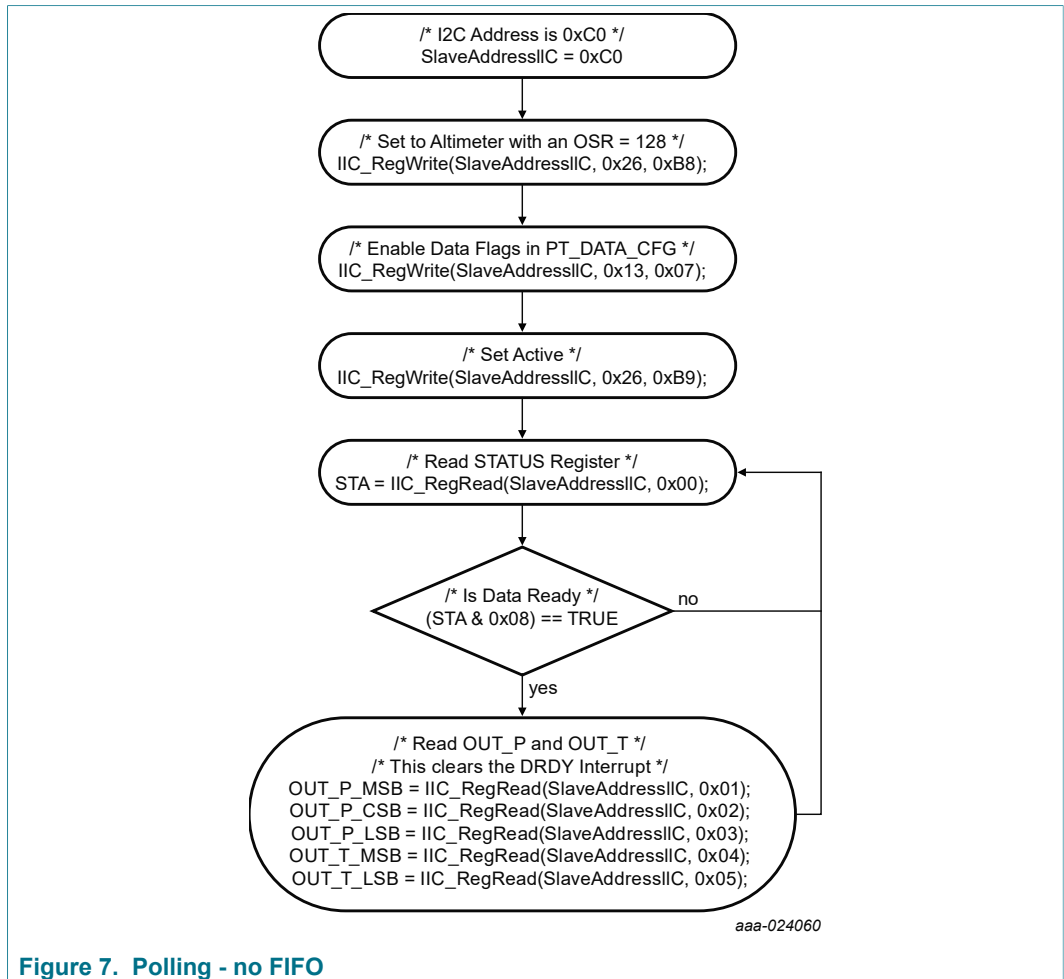 /* I2C Address is 0xC0 */
SlaveAddressIIC = 0xC0
/* Set to Altimeter with an OSR = 128 */
IIC_RegWrite(SlaveAddressIIC, 0x26, 0xB8);
/* Enable Data Flags in PT_DATA_CFG */
IIC_RegWrite(SlaveAddressIIC, 0x13, 0x07);
/* Set Active */
IIC_RegWrite(SlaveAddressIIC, 0x26, 0xB9);
/* Read STATUS Register */
STA = IIC_RegRead(SlaveAddressIIC, 0x00);
/* Is Data Ready */
(STA & 0x08) == TRUE
no
yes
/* Read OUT_P and OUT_T */
/* This clears the DRDY Interrupt */
OUT_P_MSB = IIC_RegRead(SlaveAddressIIC, 0x01);
OUT_P_CSB = IIC_RegRead(SlaveAddressIIC, 0x02);
OUT_P_LSB = IIC_RegRead(SlaveAddressIIC, 0x03);
OUT_T_MSB = IIC_RegRead(SlaveAddressIIC, 0x04);
OUT_T_LSB = IIC_RegRead(SlaveAddressIIC, 0x05);
aaa-024060
Figure 7. Polling - no FIFO